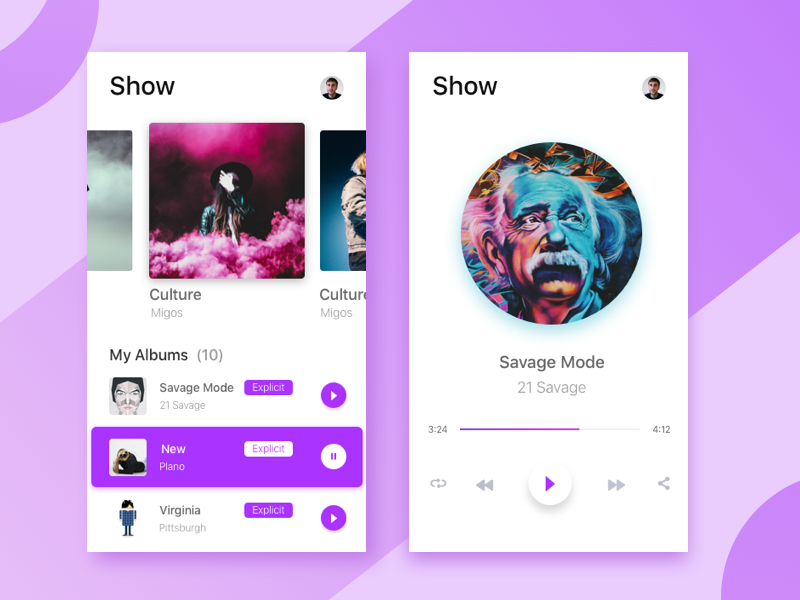 Show
Culture
Migos
Culture
Migos
My Albums (10)
Savage Mode Explicit
21 Savage
New Explicit
Plano
Virginia Explicit
Pittsburgh
Show
Savage Mode
21 Savage
3:24 4:12